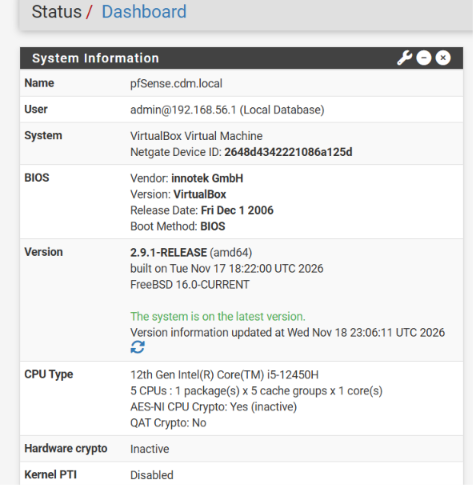 Status / Dashboard
System Information
Name pfSense.cdm.local
User admin@192.168.56.1 (Local Database)
System VirtualBox Virtual Machine
Netgate Device ID: 2648d4342221086a125d
BIOS Vendor: innotek GmbH
Version: VirtualBox
Release Date: Fri Dec 1 2006
Boot Method: BIOS
Version 2.9.1-RELEASE (amd64)
built on Tue Nov 17 18:22:00 UTC 2026
FreeBSD 16.0-CURRENT
The system is on the latest version.
Version information updated at Wed Nov 18 23:06:11 UTC 2026
CPU Type 12th Gen Intel(R) Core(TM) i5-12450H
5 CPUs : 1 package(s) x 5 cache groups x 1 core(s)
AES-NI CPU Crypto: Yes (inactive)
QAT Crypto: No
Hardware crypto Inactive
Kernel PTI Disabled